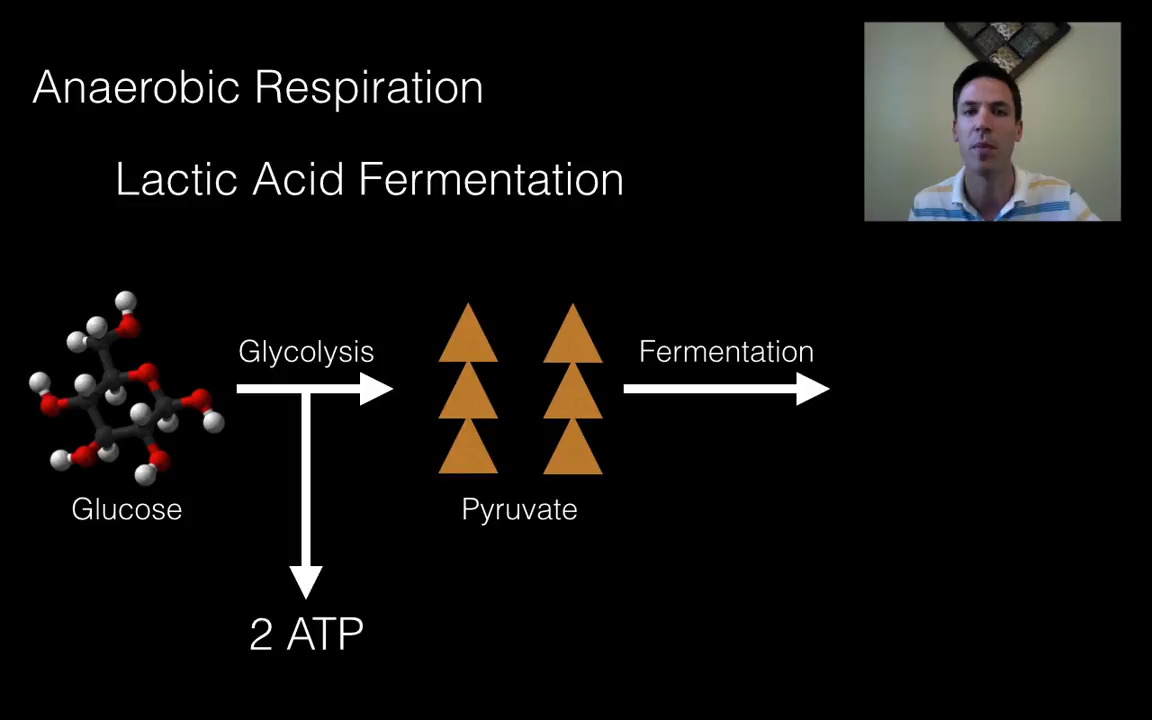 Anaerobic Respiration
Lactic Acid Fermentation
Glycolysis
Fermentation
Glucose
Pyruvate
2 ATP